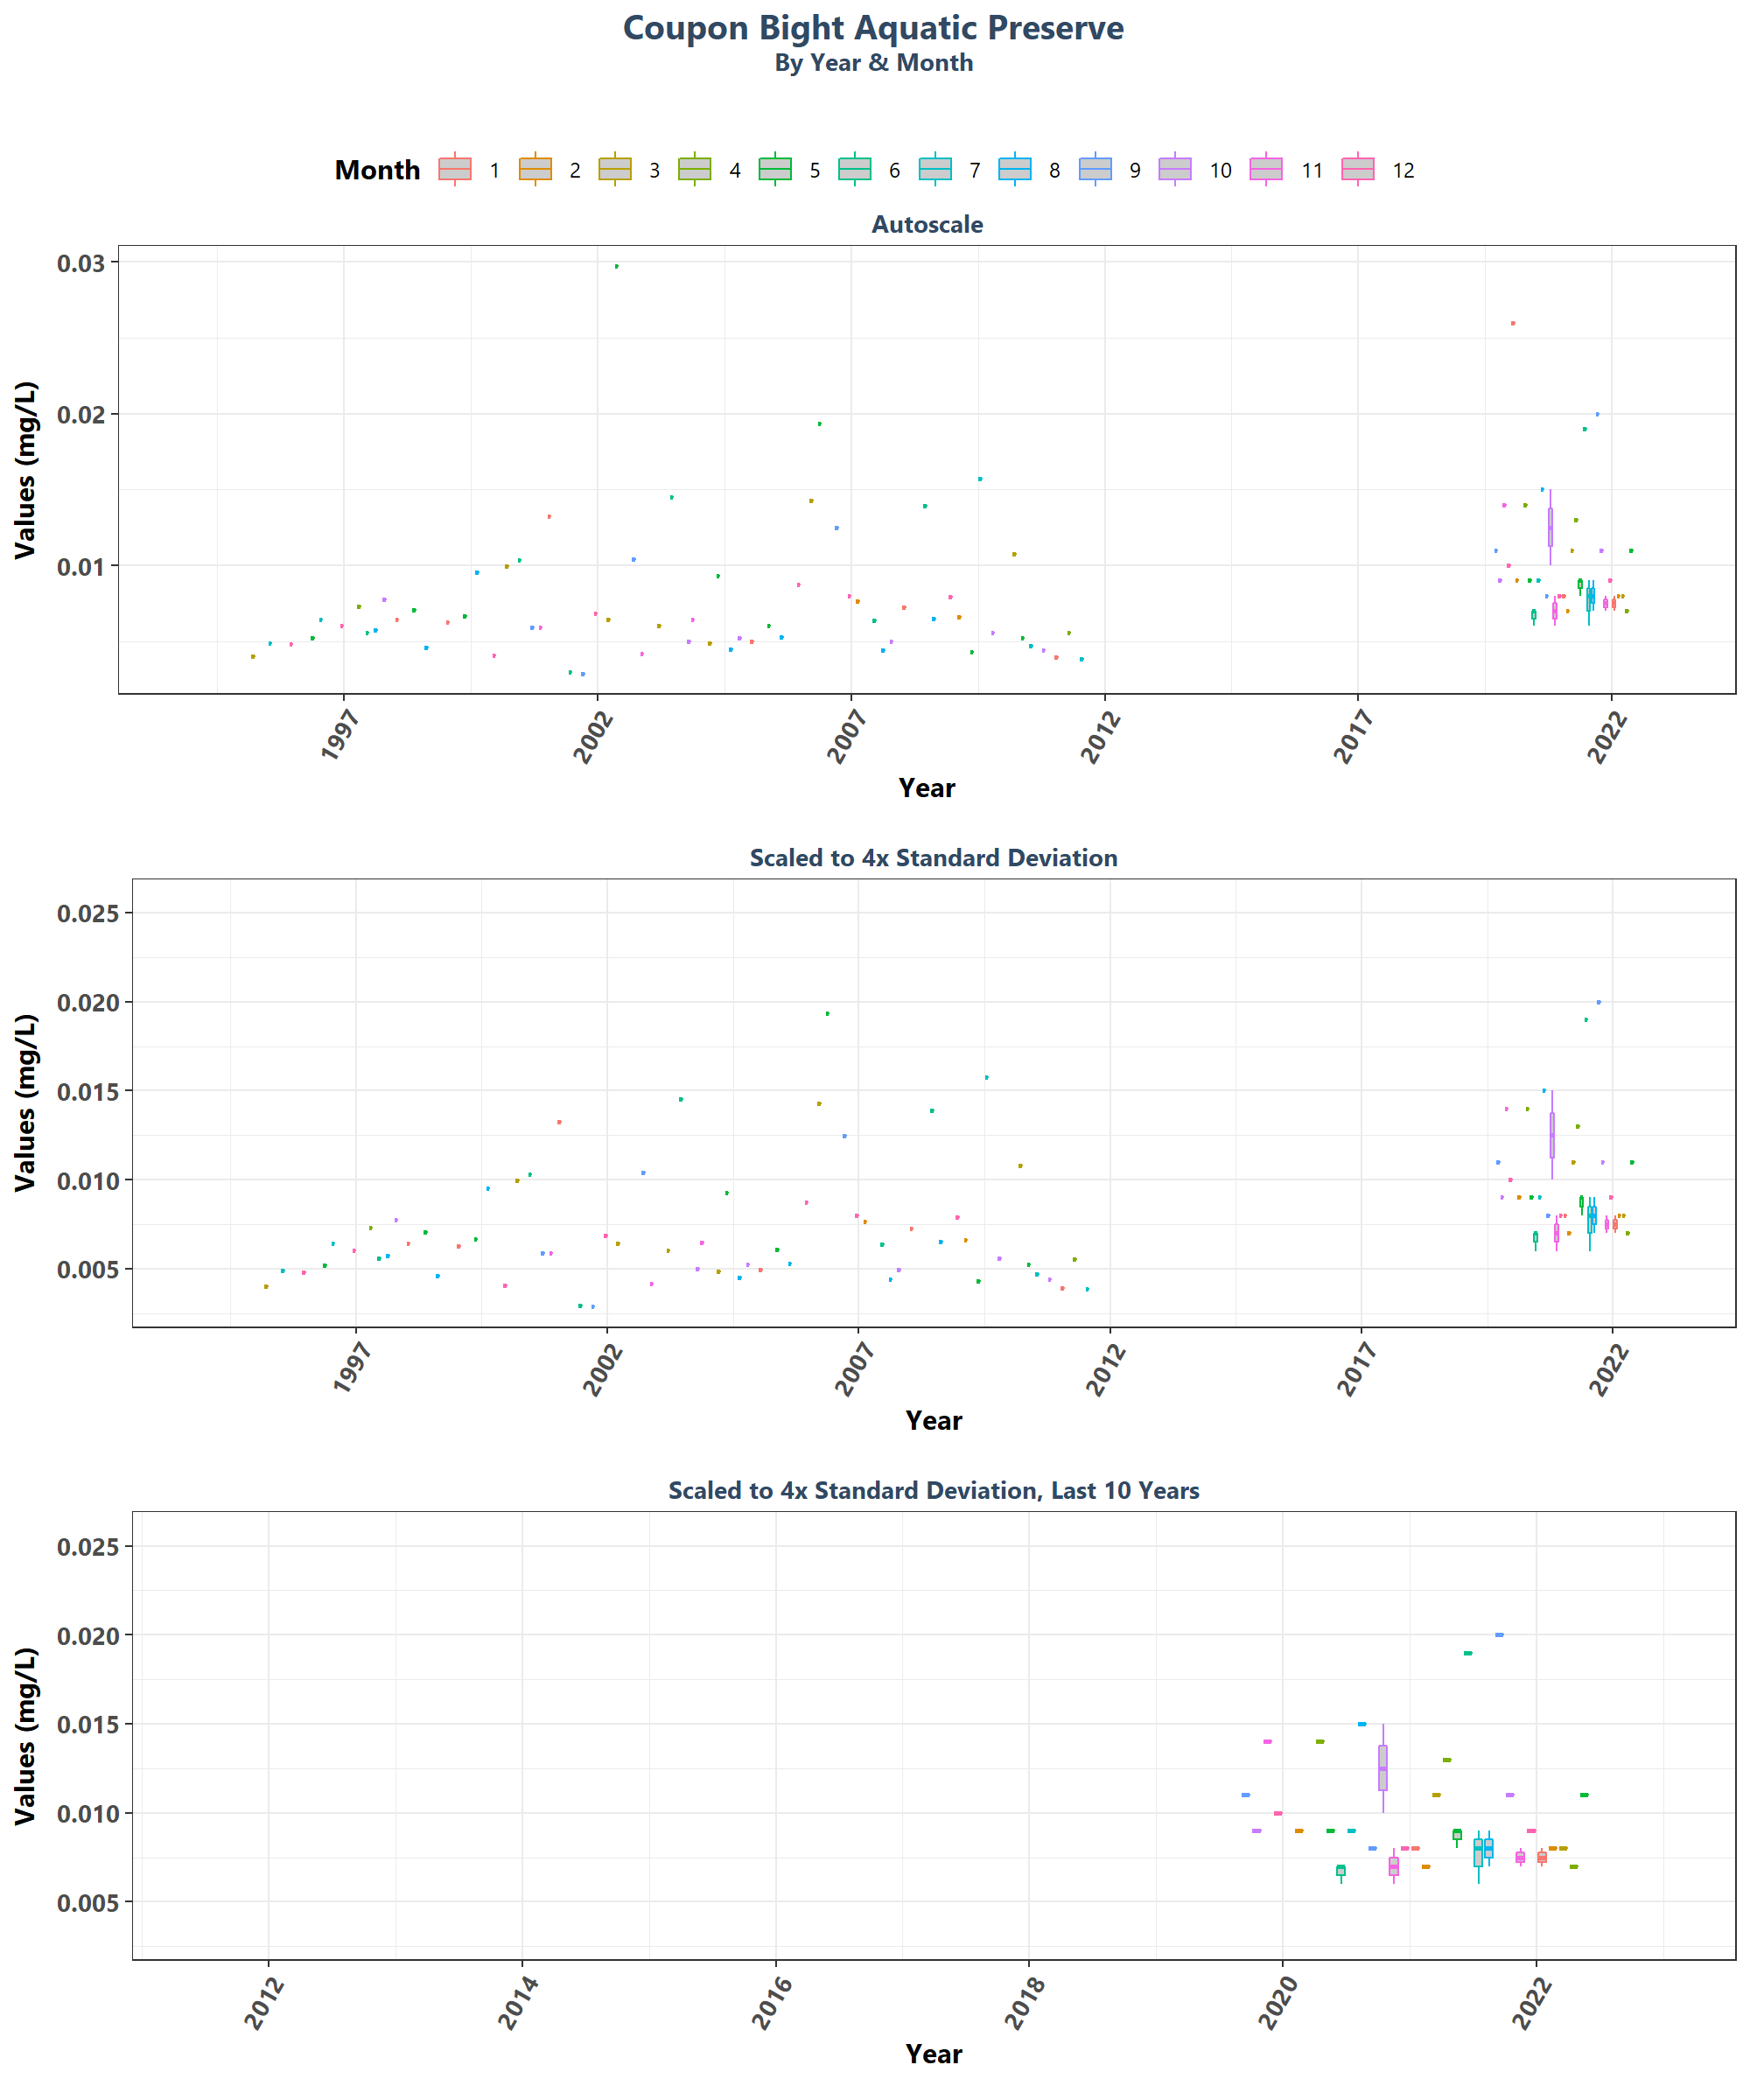 Coupon Bight Aquatic Preserve
By Year & Month
Month 1 2 3 4 5 6 7 8 9 10 11 12
Autoscale
Values (mg/L)
0.03
0.02
0.01
1997 2002 2007 2012 2017 2022
Year
Scaled to 4x Standard Deviation
Values (mg/L)
0.025
0.020
0.015
0.010
0.005
1997 2002 2007 2012 2017 2022
Year
Scaled to 4x Standard Deviation, Last 10 Years
Values (mg/L)
0.025
0.020
0.015
0.010
0.005
2012 2014 2016 2018 2020 2022
Year